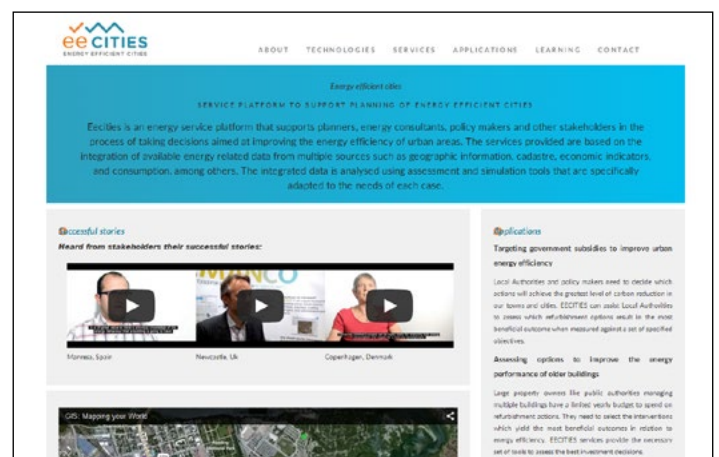 eeCITIES
ENERGY EFFICIENT CITIES
ABOUT TECHNOLOGIES SERVICES APPLICATIONS LEARNING CONTACT
Energy efficient cities
SERVICE PLATFORM TO SUPPORT PLANNING OF ENERGY EFFICIENT CITIES
Eecities is an energy service platform that supports planners, energy consultants, policy makers and other stakeholders in the
process of taking decisions aimed at improving the energy efficiency of urban areas. The services provided are based on the
integration of available energy related data from multiple sources such as geographic information, cadastre, economic indicators,
and consumption, among others. The integrated data is analysed using assessment and simulation tools that are specifically
adapted to the needs of each case.
Successful stories
Heard from stakeholders their successful stories:
Manresa, Spain
Newcastle, Uk
Copenhagen, Denmark
GIS: Mapping your World
Applications
Targeting government subsidies to improve urban
energy efficiency
Local Authorities and policy makers need to decide which
actions will achieve the greatest level of carbon reduction in
our towns and cities. EECITIES can assist Local Authorities
to assess which refurbishment options result in the most
beneficial outcome when measured against a set of specified
objectives.
Assessing options to improve the energy
performance of older buildings
Large property owners like public authorities managing
multiple buildings have a limited yearly budget to spend on
refurbishment actions. They need to select the interventions
which yield the most beneficial outcomes in relation to
energy efficiency. EECITIES services provide the necessary
set of tools to assess the best investment decisions.